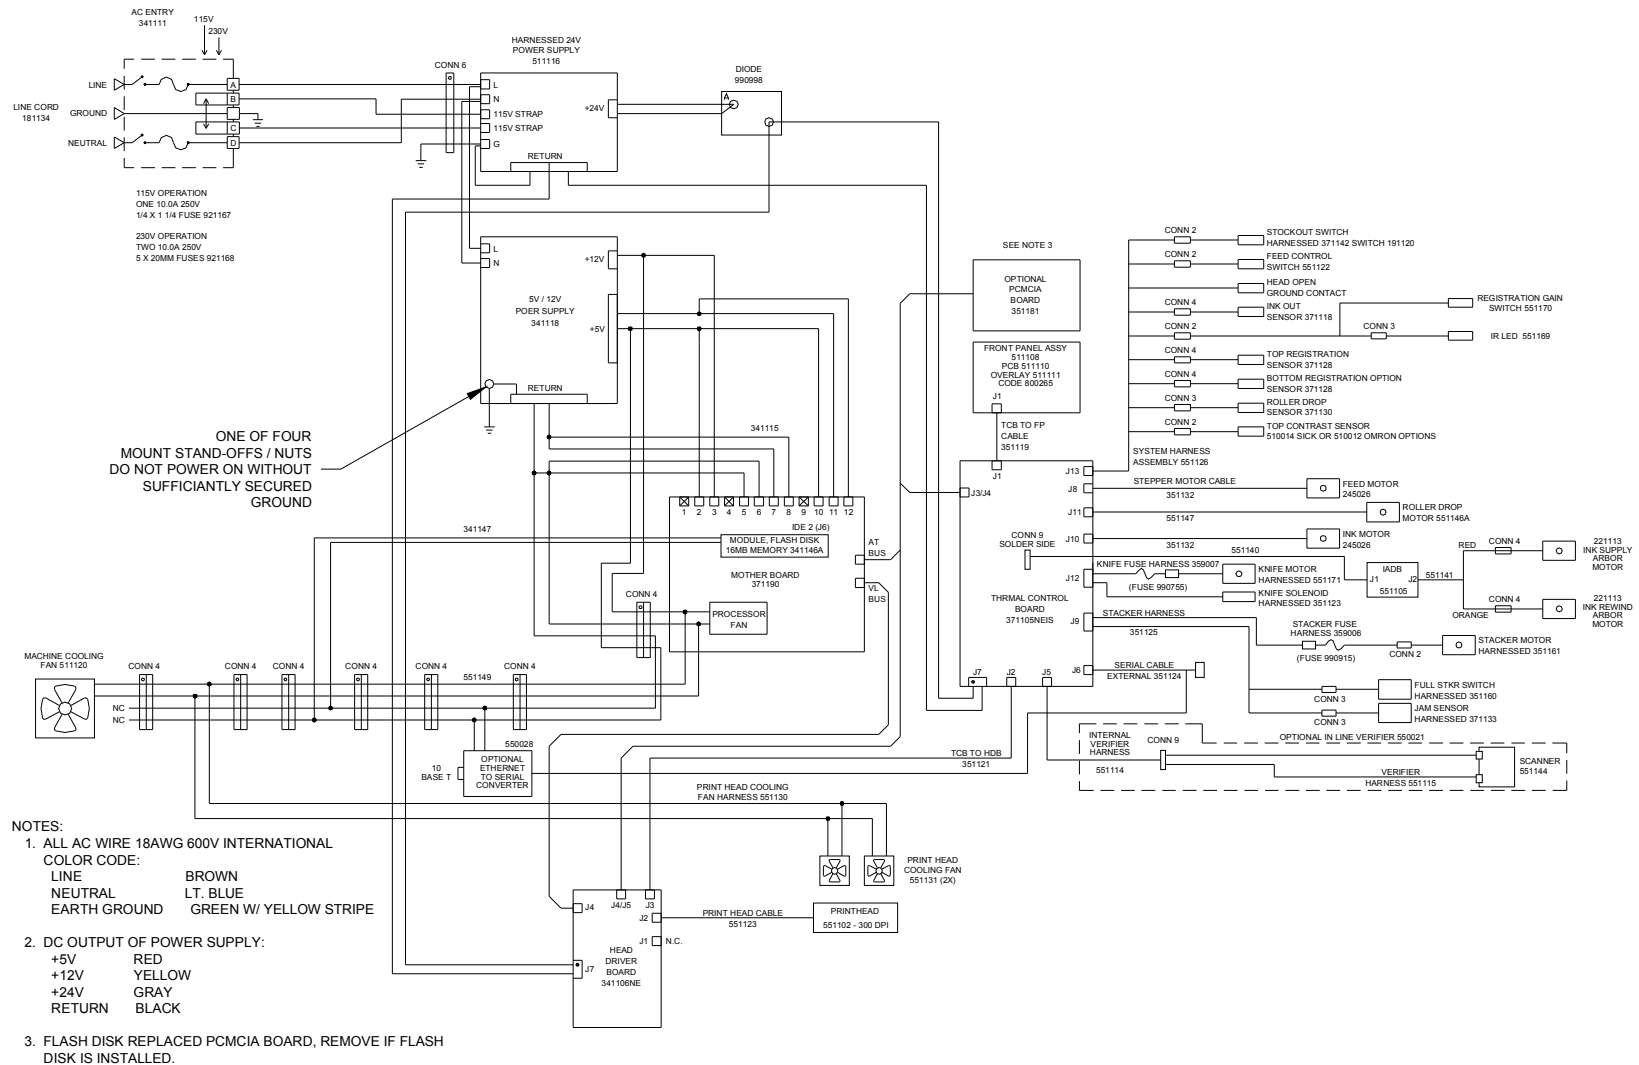 AC ENTRY
341111
115V
230V
LINE
LINE CORD
181134
GROUND
NEUTRAL
A
B
C
D
115V OPERATION
ONE 10.0A 250V
1/4 X 1 1/4 FUSE 921167
230V OPERATION
TWO 10.0A 250V
5 X 20MM FUSES 921168
CONN 6
HARNESSED 24V
POWER SUPPLY
511116
L
N
115V STRAP
115V STRAP
G
+24V
RETURN
DIODE
990998
A
L
N
+12V
5V / 12V
POER SUPPLY
341118
+5V
RETURN
ONE OF FOUR
MOUNT STAND-OFFS / NUTS
DO NOT POWER ON WITHOUT
SUFFICIANTLY SECURED
GROUND
341115
341147
1 2 3 4 5 6 7 8 9 10 11 12
IDE 2 (J6)
MODULE, FLASH DISK
16MB MEMORY 341146A
MOTHER BOARD
371190
AT
BUS
VL
BUS
CONN 4
PROCESSOR
FAN
MACHINE COOLING
FAN 511120
CONN 4
CONN 4
CONN 4
CONN 4
CONN 4
CONN 4
551149
NC
NC
550028
10
BASE T
OPTIONAL
ETHERNET
TO SERIAL
CONVERTER
PRINT HEAD COOLING
FAN HARNESS 551130
PRINT HEAD
COOLING FAN
551131 (2X)
J4
J4/J5
J3
J2
J1
N.C.
J7
HEAD
DRIVER
BOARD
341106NE
PRINT HEAD CABLE
551123
PRINTHEAD
551102 - 300 DPI
SEE NOTE 3
OPTIONAL
PCMCIA
BOARD
351181
FRONT PANEL ASSY
511108
PCB 511110
OVERLAY 511111
CODE 800265
J1
TCB TO FP
CABLE
351119
J1
J3/J4
J13
J8
J11
J10
J12
J9
J6
J7
J2
J5
CONN 9
SOLDER SIDE
THRMAL CONTROL
BOARD
371105NEIS
TCB TO HDB
351121
CONN 2
STOCKOUT SWITCH
HARNESSED 371142 SWITCH 191120
CONN 2
FEED CONTROL
SWITCH 551122
HEAD OPEN
GROUND CONTACT
CONN 4
INK OUT
SENSOR 371118
REGISTRATION GAIN
SWITCH 551170
CONN 2
CONN 3
IR LED 551169
CONN 4
TOP REGISTRATION
SENSOR 371128
CONN 4
BOTTOM REGISTRATION OPTION
SENSOR 371128
CONN 3
ROLLER DROP
SENSOR 371130
CONN 2
TOP CONTRAST SENSOR
510014 SICK OR 510012 OMRON OPTIONS
SYSTEM HARNESS
ASSEMBLY 551126
STEPPER MOTOR CABLE
351132
FEED MOTOR
245026
551147
ROLLER DROP
MOTOR 551146A
351132
INK MOTOR
245026
551140
KNIFE FUSE HARNESS 359007
(FUSE 990755)
KNIFE MOTOR
HARNESSED 551171
KNIFE SOLENOID
HARNESSED 351123
IADB
J1
J2
551105
551141
RED
CONN 4
221113
INK SUPPLY
ARBOR
MOTOR
CONN 4
ORANGE
221113
INK REWIND
ARBOR
MOTOR
STACKER HARNESS
351125
STACKER FUSE
HARNESS 359006
(FUSE 990915)
CONN 2
STACKER MOTOR
HARNESSED 351161
SERIAL CABLE
EXTERNAL 351124
CONN 3
FULL STKR SWITCH
HARNESSED 351160
CONN 3
JAM SENSOR
HARNESSED 371133
INTERNAL
VERIFIER
HARNESS
551114
CONN 9
OPTIONAL IN LINE VERIFIER 550021
VERIFIER
HARNESS 551115
SCANNER
551144
NOTES:
1. ALL AC WIRE 18AWG 600V INTERNATIONAL
COLOR CODE:
LINE BROWN
NEUTRAL LT. BLUE
EARTH GROUND GREEN W/ YELLOW STRIPE
2. DC OUTPUT OF POWER SUPPLY:
+5V RED
+12V YELLOW
+24V GRAY
RETURN BLACK
3. FLASH DISK REPLACED PCMCIA BOARD, REMOVE IF FLASH
DISK IS INSTALLED.